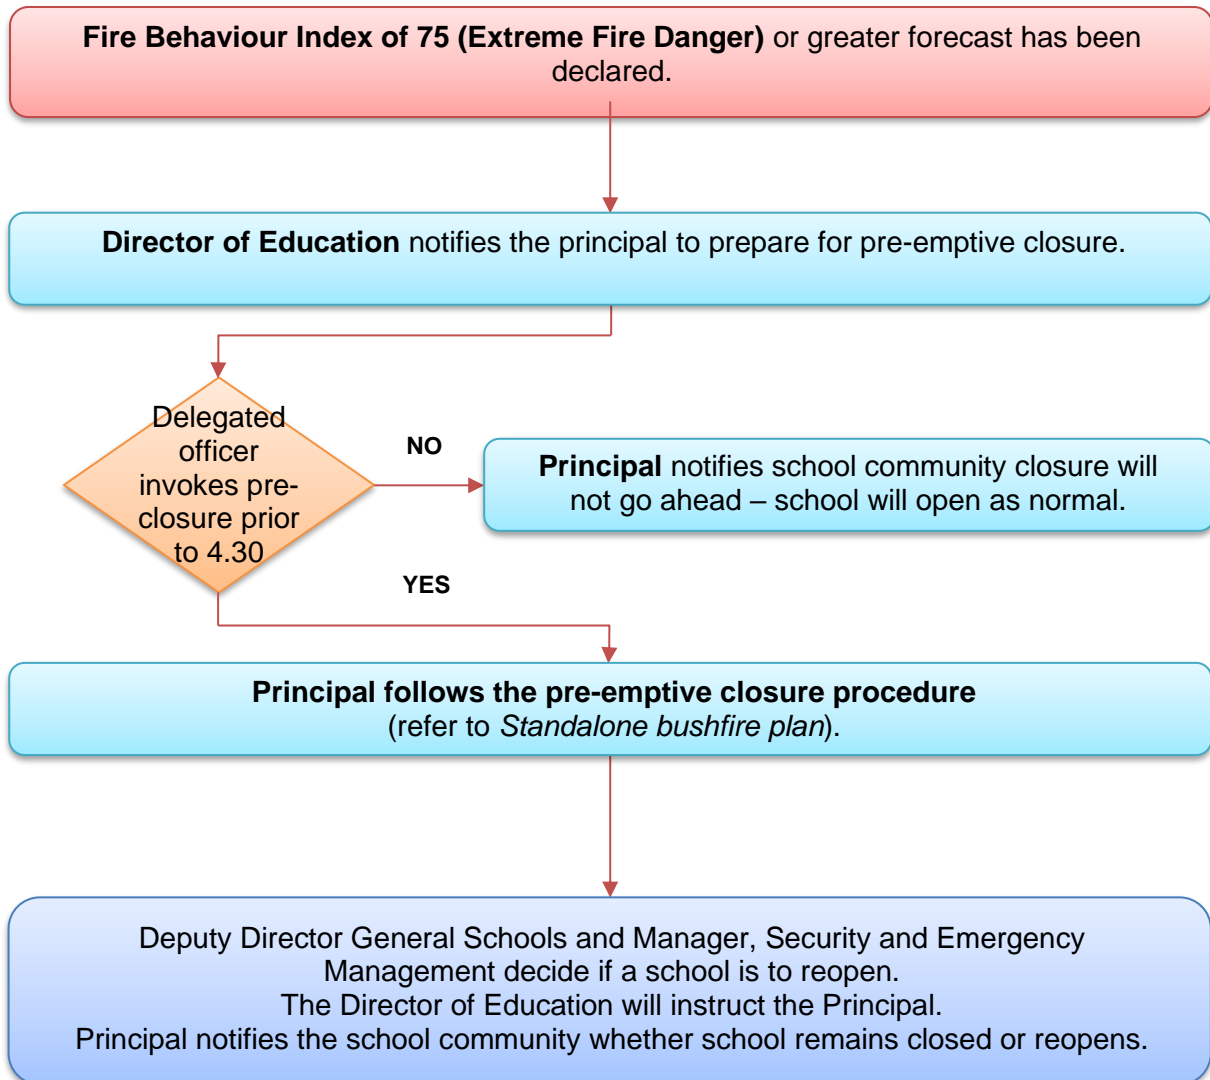 Fire Behaviour Index of 75 (Extreme Fire Danger) or greater forecast has been
declared.
Director of Education notifies the principal to prepare for pre-emptive closure.
Delegated
officer
invokes pre-
closure prior
to 4.30
NO
Principal notifies school community closure will
not go ahead – school will open as normal.
YES
Principal follows the pre-emptive closure procedure
(refer to Standalone bushfire plan).
Deputy Director General Schools and Manager, Security and Emergency
Management decide if a school is to reopen.
The Director of Education will instruct the Principal.
Principal notifies the school community whether school remains closed or reopens.